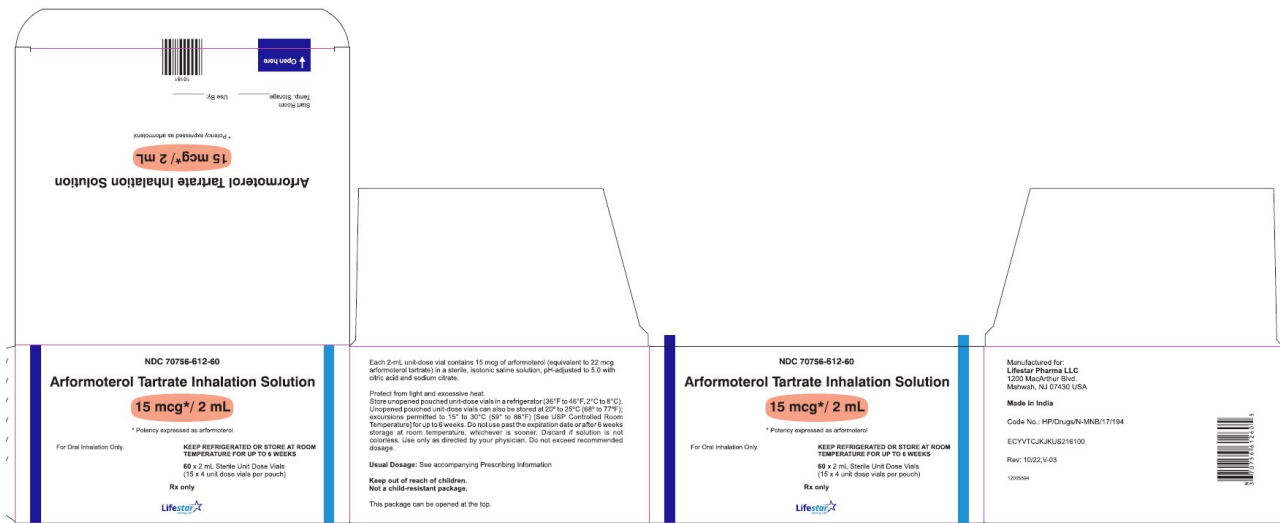 Open here
10181
Start Room
Temp. Storage__________ Use By: __________
* Potency expressed as arformoterol
15 mcg*/ 2 mL
Arformoterol Tartrate Inhalation Solution
NDC 70756-612-60
Arformoterol Tartrate Inhalation Solution
15 mcg*/ 2 mL
* Potency expressed as arformoterol
For Oral Inhalation Only.
KEEP REFRIGERATED OR STORE AT ROOM
TEMPERATURE FOR UP TO 6 WEEKS
60 x 2 mL Sterile Unit Dose Vials
(15 x 4 unit dose vials per pouch)
Rx only
Lifestar
Each 2-mL unit-dose vial contains 15 mcg of arformoterol (equivalent to 22 mcg
arformoterol tartrate) in a sterile, isotonic saline solution, pH-adjusted to 5.0 with
citric acid and sodium citrate.
Protect from light and excessive heat.
Store unopened pouched unit-dose vials in a refrigerator (36°F to 46°F, 2°C to 8°C).
Unopened pouched unit-dose vials can also be stored at 20º to 25ºC (68º to 77ºF);
excursions permitted to 15° to 30°C (59° to 86°F) [See USP Controlled Room
Temperature] for up to 6 weeks. Do not use past the expiration date or after 6 weeks
storage at room temperature, whichever is sooner. Discard if solution is not
colorless. Use only as directed by your physician. Do not exceed recommended
dosage.
Usual Dosage: See accompanying Prescribing Information
Keep out of reach of children.
Not a child-resistant package.
This package can be opened at the top.
NDC 70756-612-60
Arformoterol Tartrate Inhalation Solution
15 mcg*/ 2 mL
* Potency expressed as arformoterol
For Oral Inhalation Only.
KEEP REFRIGERATED OR STORE AT ROOM
TEMPERATURE FOR UP TO 6 WEEKS
60 x 2 mL Sterile Unit Dose Vials
(15 x 4 unit dose vials per pouch)
Rx only
Lifestar
Manufactured for:
Lifestar Pharma LLC
1200 MacArthur Blvd.
Mahwah, NJ 07430 USA
Made in India
Code No.: HP/Drugs/N-MNB/17/194
ECYVTCJKJKUS216100
Rev: 10/22,V-03
12005594